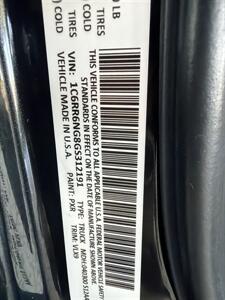 LB
TIRES
COLD
TIRES
COLD
THIS VEHICLE CONFORMS TO ALL APPLICABLE U.S.A. FEDERAL MOTOR VEHICLE SAFETY
STANDARDS IN EFFECT ON THE DATE OF MANUFACTURE SHOWN ABOVE.
VIN: 1C6RR6NG8GS312191 TYPE: TRUCK
VEHICLE MADE IN U.S.A. PAINT: PXR TRIM: VLX9